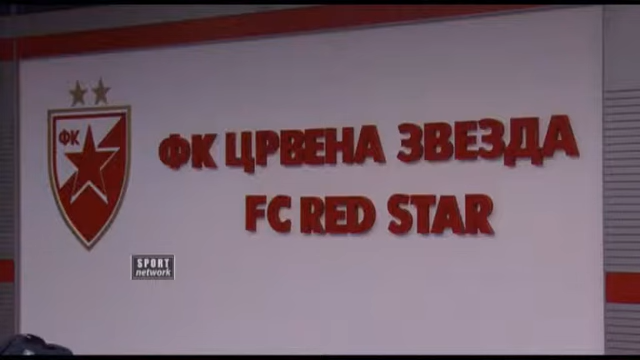 ФК
ФК ЦРВЕНА ЗВЕЗДА
FC RED STAR
SPORT
network